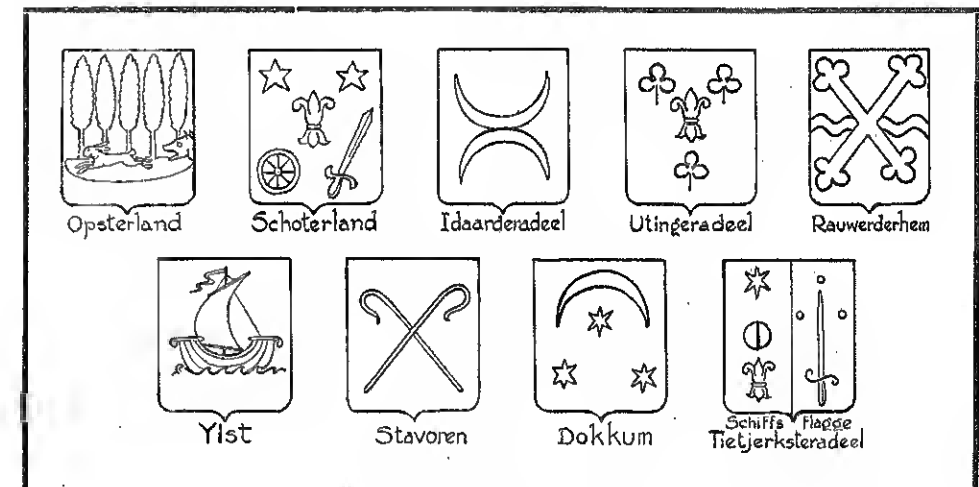 Opsterland
Schoterland
Idaarderadeel
Utingeradeel
Rauwerderhem
Ylst
Stavoren
Dokkum
Schiffs Flagge
Tietjerksteradeel